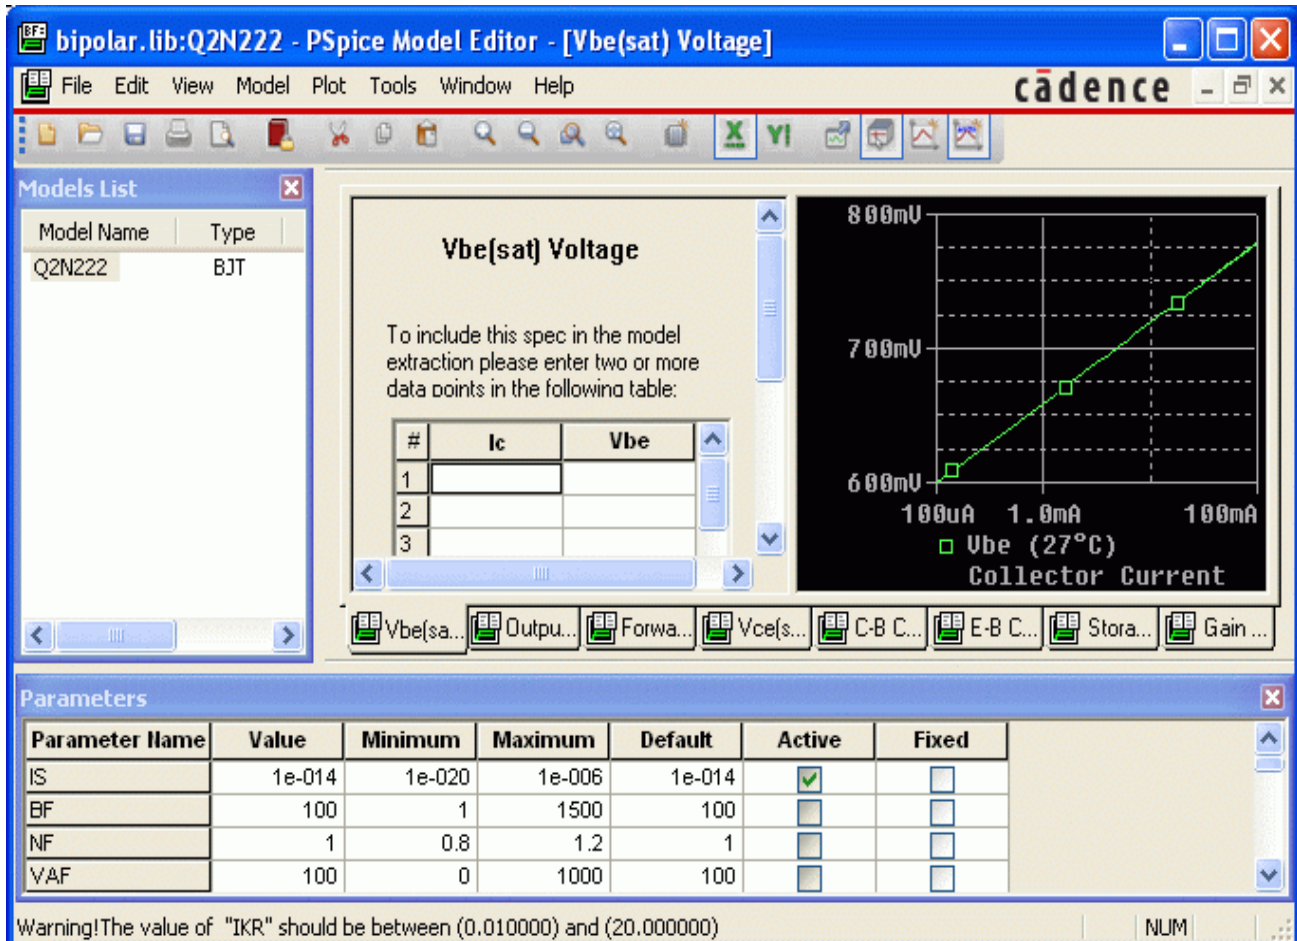 bipolar.lib:Q2N222 - PSpice Model Editor - [Vbe(sat) Voltage]
File Edit View Model Plot Tools Window Help
cādence
Models List
Model Name Type
Q2N222 BJT
Vbe(sat) Voltage
To include this spec in the model
extraction please enter two or more
data points in the following table:
# Ic Vbe
1
2
3
800mV
700mV
600mV
100uA 1.0mA 100mA
Vbe (27°C)
Collector Current
Vbe(sa... Outpu... Forwa... Vce(s... C-B C... E-B C... Stora... Gain ...
Parameters
Parameter Name Value Minimum Maximum Default Active Fixed
IS 1e-014 1e-020 1e-006 1e-014
BF 100 1 1500 100
NF 1 0.8 1.2 1
VAF 100 0 1000 100
Warning!The value of "IKR" should be between (0.010000) and (20.000000)
NUM